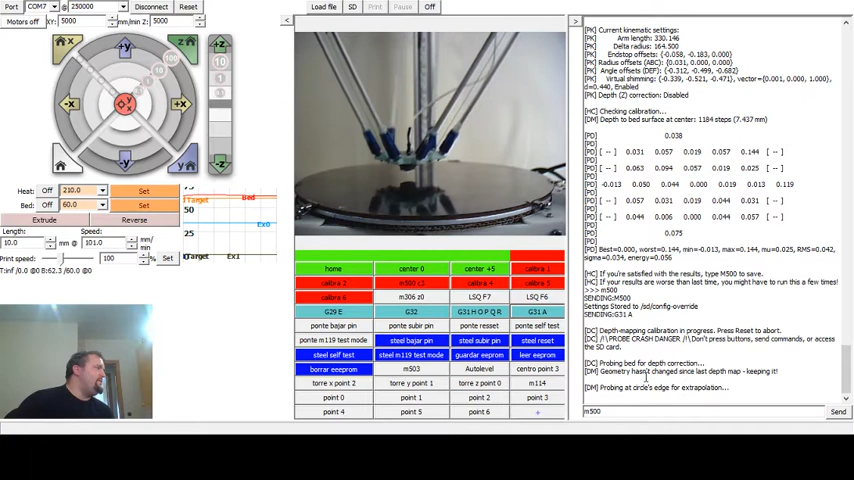 COM7
@ 250000
Disconnect
Reset
Load file
SD
Print
Pause
Off
Motors off
XY: 5000
mm/min Z: 5000
x
+y
z
10
100
10
1
-x
y
x
+x
-y
y
+z
10
1
-z
Heat: Off 210.0 Set
Bed: Off 60.0 Set
Extrude
Reverse
Length:
Speed:
10.0 mm @ 101.0 mm/
min
Print speed: 100 % Set
T:inf /0.0 @0 B:62.3 /60.0 @0
Target
Bed
50
Ex0
25
Target
Ex1
home
center 0
center +5
calibra 1
calibra 2
m500 c3
calibra 4
calibra 5
calibra 6
m306 z0
LSQ F7
LSQ F6
G29 E
G32
G31 H O P Q R
G31 A
ponte bajar pin
ponte subir pin
ponte resset
ponte self test
ponte m119 test mode
steel bajar pin
steel subir pin
steel reset
steel self test
steel m119 test mode
guardar eeprom
leer eeprom
borrar eeeprom
m503
Autolevel
centro point 3
torre x point 2
torre y point 1
torre z point 0
m114
point 0
point 1
point 2
point 3
point 4
point 5
point 6
+
<
>
[PK] Current kinematic settings:
[PK] Arm length: 330.146
[PK] Delta radius: 164.500
[PK] Endstop offsets: {-0.058, -0.183, 0.000}
[PK] Radius offsets (ABC): {0.031, 0.000, 0.000}
[PK] Angle offsets (DEF): {-0.312, -0.499, -0.682}
[PK] Virtual shimming: {-0.339, -0.521, -0.471}, vector={0.001, 0.000, 1.000},
d=0.440, Enabled
[PK] Depth (Z) correction: Disabled
[HC] Checking calibration...
[DM] Depth to bed surface at center: 1184 steps (7.437 mm)
[PD] 0.038
[PD]
[PD] [ -- ] 0.031 0.057 0.019 0.057 0.144 [ -- ]
[PD]
[PD] [ -- ] 0.063 0.094 0.057 0.019 0.025 [ -- ]
[PD]
[PD] -0.013 0.050 0.044 0.000 0.019 0.013 0.119
[PD]
[PD] [ -- ] 0.057 0.031 0.019 0.044 0.057 [ -- ]
[PD]
[PD] [ -- ] 0.044 0.006 0.000 0.044 0.057 [ -- ]
[PD]
[PD] 0.075
[PD]
[PD] Best=0.000, worst=0.144, min=-0.013, max=0.144, mu=0.025, RMS=0.042,
sigma=0.034, energy=0.056
[HC] If you're satisfied with the results, type M500 to save.
[HC] If your results are worse than last time, you might have to run this a few times!
>>> m500
SENDING:M500
Settings Stored to /sd/config-override
SENDING:G31 A
[DC] Depth-mapping calibration in progress. Press Reset to abort.
[DC] /!\ PROBE CRASH DANGER /!\ Don't press buttons, send commands, or access
the SD card.
[DC] Probing bed for depth correction...
[DM] Geometry hasn't changed since last depth map - keeping it!
[DM] Probing at circle's edge for extrapolation...
m500
Send